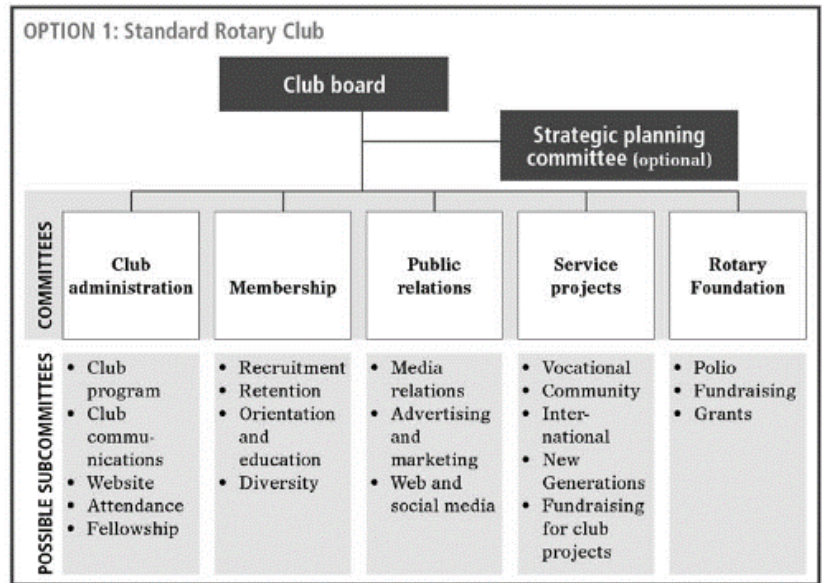 OPTION 1: Standard Rotary Club
Club board
Strategic planning
committee (optional)
COMMITTEES
Club
administration
Membership
Public
relations
Service
projects
Rotary
Foundation
POSSIBLE SUBCOMMITTEES
• Club
program
• Club
commu-
nications
• Website
• Attendance
• Fellowship
• Recruitment
• Retention
• Orientation
and
education
• Diversity
• Media
relations
• Advertising
and
marketing
• Web and
social media
• Vocational
• Community
• Inter-
national
• New
Generations
• Fundraising
for club
projects
• Polio
• Fundraising
• Grants